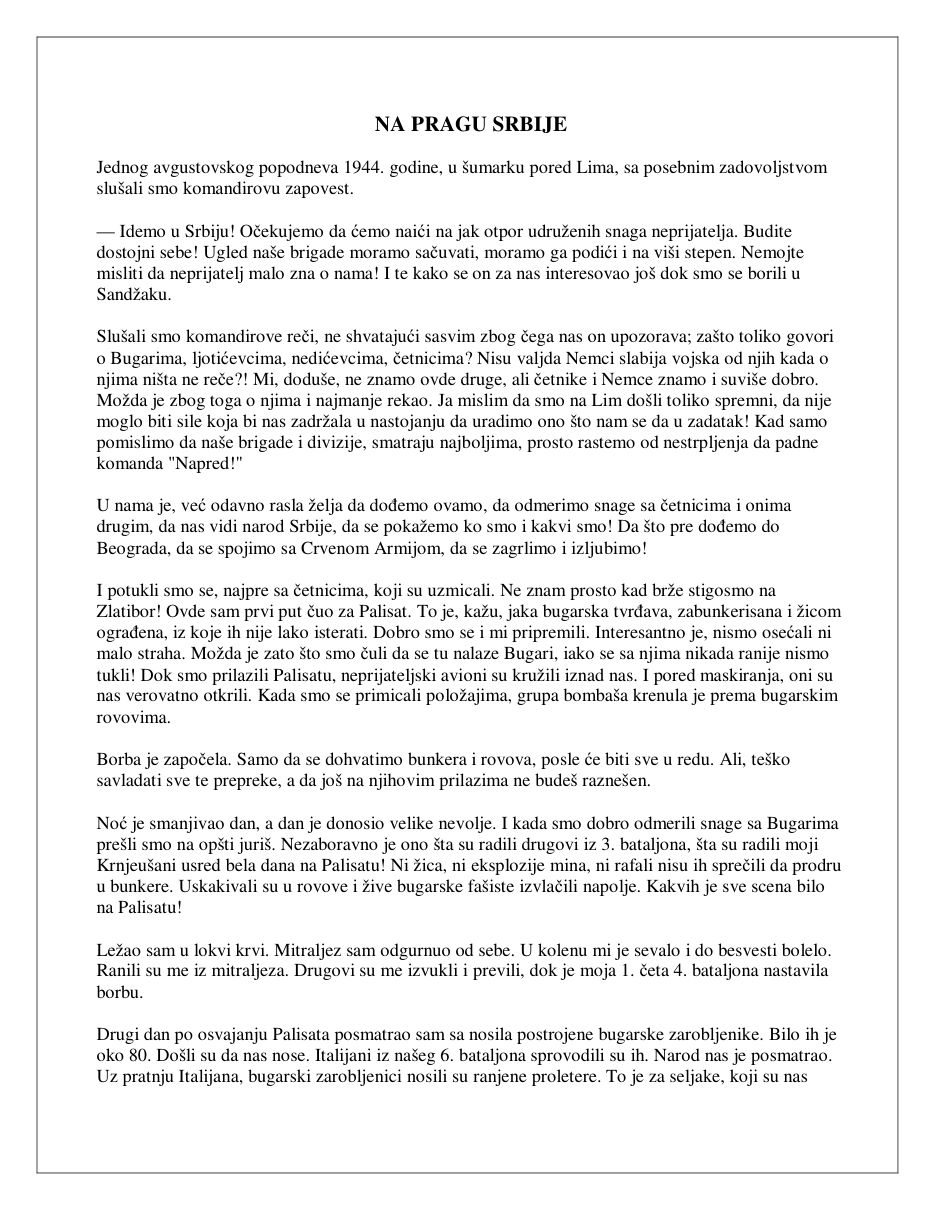 NA PRAGU SRBIJE
Jednog avgustovskog popodneva 1944. godine, u šumarku pored Lima, sa posebnim zadovoljstvom
slušali smo komandirovu zapovest.
— Idemo u Srbiju! Očekujemo da ćemo naići na jak otpor udruženih snaga neprijatelja. Budite
dostojni sebe! Ugled naše brigade moramo sačuvati, moramo ga podići i na viši stepen. Nemojte
misliti da neprijatelj malo zna o nama! I te kako se on za nas interesovao još dok smo se borili u
Sandžaku.
Slušali smo komandirove reči, ne shvatajući sasvim zbog čega nas on upozorava; zašto toliko govori
o Bugarima, ljotićevcima, nedićevcima, četnicima? Nisu valjda Nemci slabija vojska od njih kada o
njima ništa ne reče?! Mi, doduše, ne znamo ovde druge, ali četnike i Nemce znamo i suviše dobro.
Možda je zbog toga o njima i najmanje rekao. Ja mislim da smo na Lim došli toliko spremni, da nije
moglo biti sile koja bi nas zadržala u nastojanju da uradimo ono što nam se da u zadatak! Kad samo
pomislimo da naše brigade i divizije, smatraju najboljima, prosto rastemo od nestrpljenja da padne
komanda "Napred!"
U nama je, već odavno rasla želja da dođemo ovamo, da odmerimo snage sa četnicima i onima
drugim, da nas vidi narod Srbije, da se pokažemo ko smo i kakvi smo! Da što pre dođemo do
Beograda, da se spojimo sa Crvenom Armijom, da se zagrlimo i izljubimo!
I potukli smo se, najpre sa četnicima, koji su uzmicali. Ne znam prosto kad brže stigosmo na
Zlatibor! Ovde sam prvi put čuo za Palisat. To je, kažu, jaka bugarska tvrđava, zabunkerisana i žicom
ograđena, iz koje ih nije lako isterati. Dobro smo se i mi pripremili. Interesantno je, nismo osećali ni
malo straha. Možda je zato što smo čuli da se tu nalaze Bugari, iako se sa njima nikada ranije nismo
tukli! Dok smo prilazili Palisatu, neprijateljski avioni su kružili iznad nas. I pored maskiranja, oni su
nas verovatno otkrili. Kada smo se primicali položajima, grupa bombaša krenula je prema bugarskim
rovovima.
Borba je započela. Samo da se dohvatimo bunkera i rovova, posle će biti sve u redu. Ali, teško
savladati sve te prepreke, a da još na njihovim prilazima ne budeš raznešen.
Noć je smanjivao dan, a dan je donosio velike nevolje. I kada smo dobro odmerili snage sa Bugarima
prešli smo na opšti juriš. Nezaboravno je ono šta su radili drugovi iz 3. bataljona, šta su radili moji
Krnjeušani usred bela dana na Palisatu! Ni žica, ni eksplozije mina, ni rafali nisu ih sprečili da prodru
u bunkere. Uskakivali su u rovove i žive bugarske fašiste izvlačili napolje. Kakvih je sve scena bilo
na Palisatu!
Ležao sam u lokvi krvi. Mitraljez sam odgurnuo od sebe. U kolenu mi je sevalo i do besvesti bolelo.
Ranili su me iz mitraljeza. Drugovi su me izvukli i previli, dok je moja 1. četa 4. bataljona nastavila
borbu.
Drugi dan po osvajanju Palisata posmatrao sam sa nosila postrojene bugarske zarobljenike. Bilo ih je
oko 80. Došli su da nas nose. Italijani iz našeg 6. bataljona sprovodili su ih. Narod nas je posmatrao.
Uz pratnju Italijana, bugarski zarobljenici nosili su ranjene proletere. To je za seljake, koji su nas